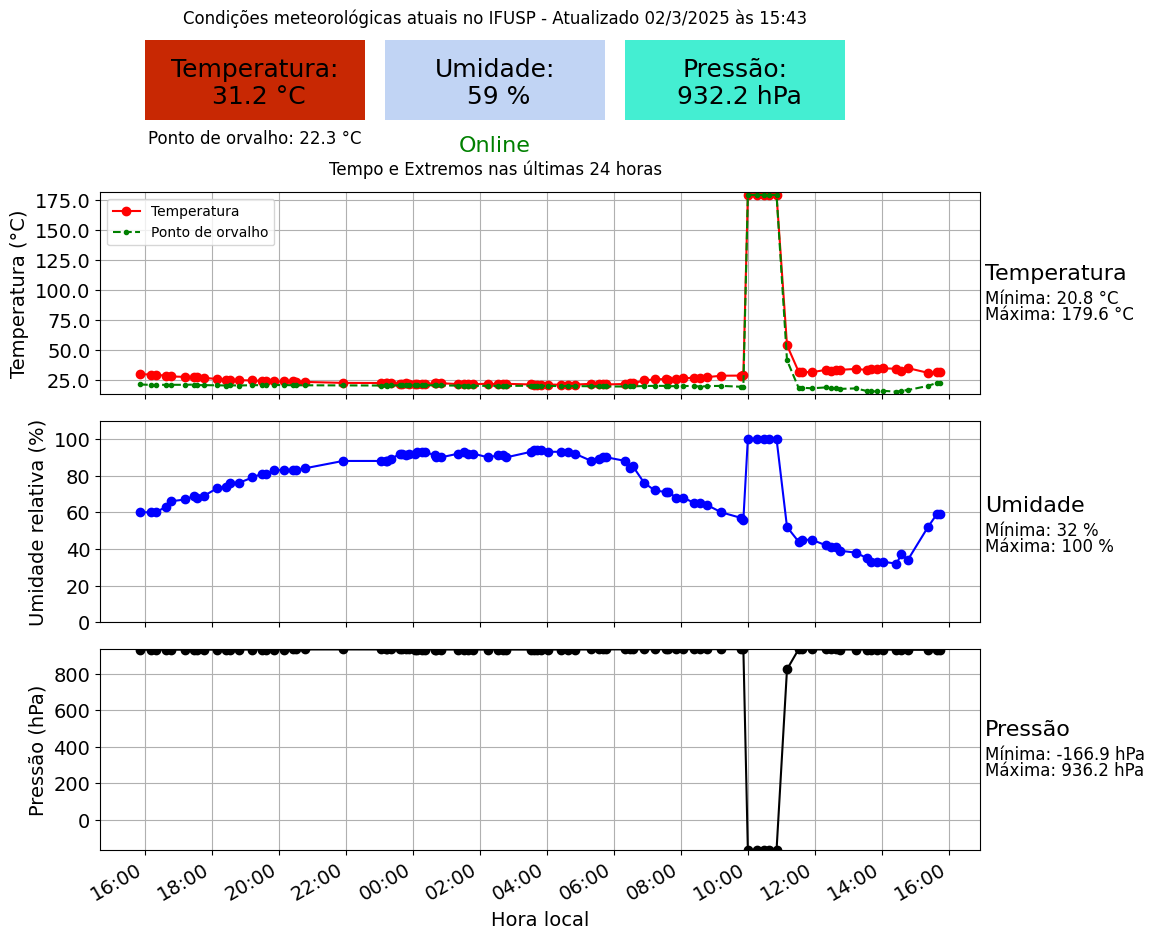 Condições meteorológicas atuais no IFUSP - Atualizado 02/3/2025 às 15:43
Temperatura:
31.2 °C
Umidade:
59 %
Pressão:
932.2 hPa
Ponto de orvalho: 22.3 °C
Online
Tempo e Extremos nas últimas 24 horas
Temperatura (°C)
175.0
150.0
125.0
100.0
75.0
50.0
25.0
Temperatura
Ponto de orvalho
Temperatura
Mínima: 20.8 °C
Máxima: 179.6 °C
Umidade relativa (%)
100
80
60
40
20
0
Umidade
Mínima: 32 %
Máxima: 100 %
Pressão (hPa)
800
600
400
200
0
Pressão
Mínima: -166.9 hPa
Máxima: 936.2 hPa
16:00 18:00 20:00 22:00 00:00 02:00 04:00 06:00 08:00 10:00 12:00 14:00 16:00
Hora local